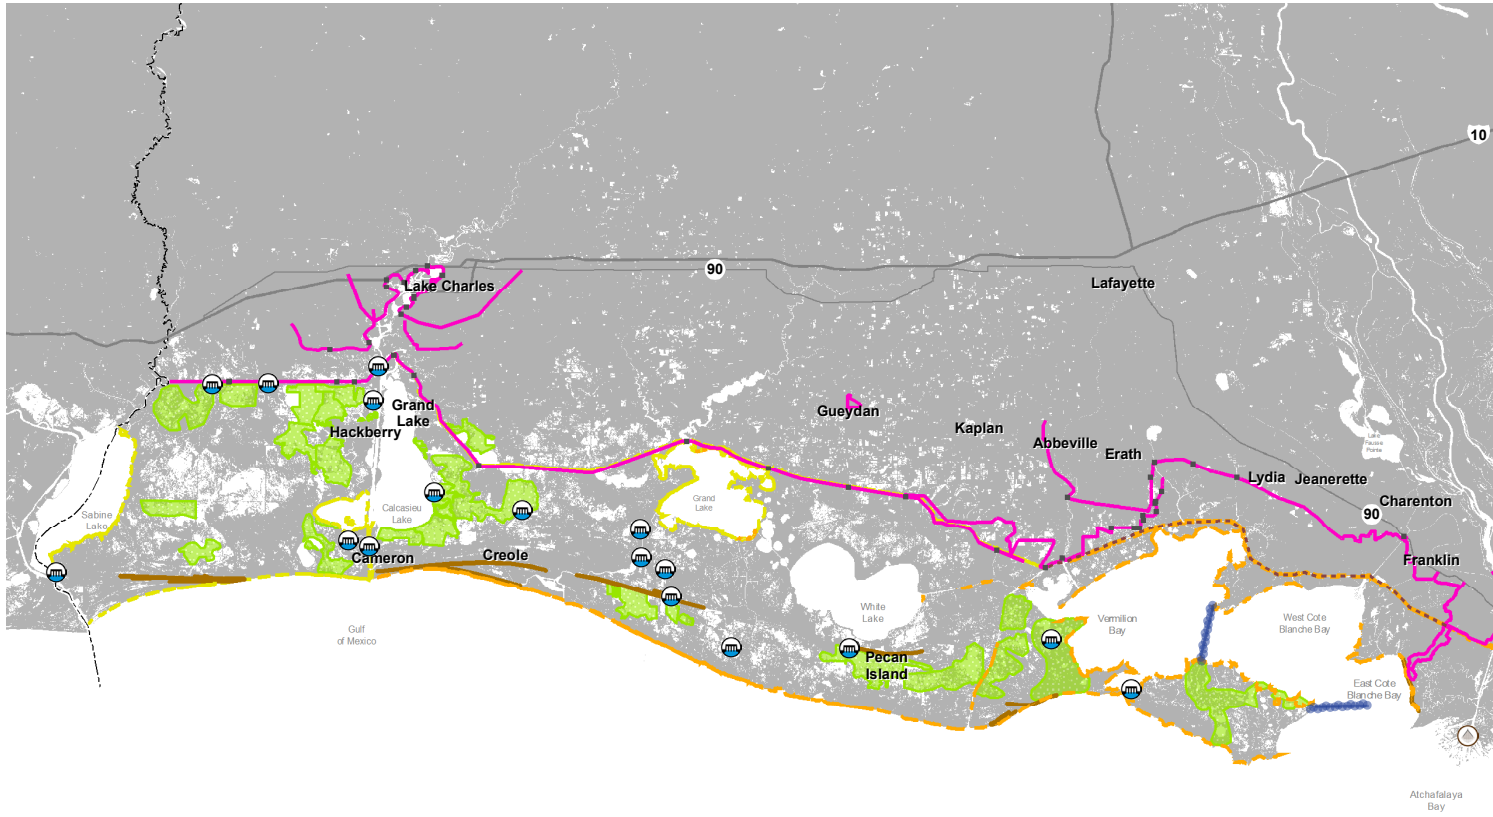 10
90
Lake Charles
Lafayette
Grand
Lake
Gueydan
Hackberry
Kaplan
Abbeville
Erath
Lake
Fausse
Pointe
Lydia
Jeanerette
Charenton
90
Grand
Lake
Calcasieu
Lake
Sabine
Lake
Cameron
Creole
Franklin
White
Lake
Vermilion
Bay
West Cote
Blanche Bay
Gulf
of Mexico
Pecan
Island
East Cote
Blanche Bay
Atchafalaya
Bay